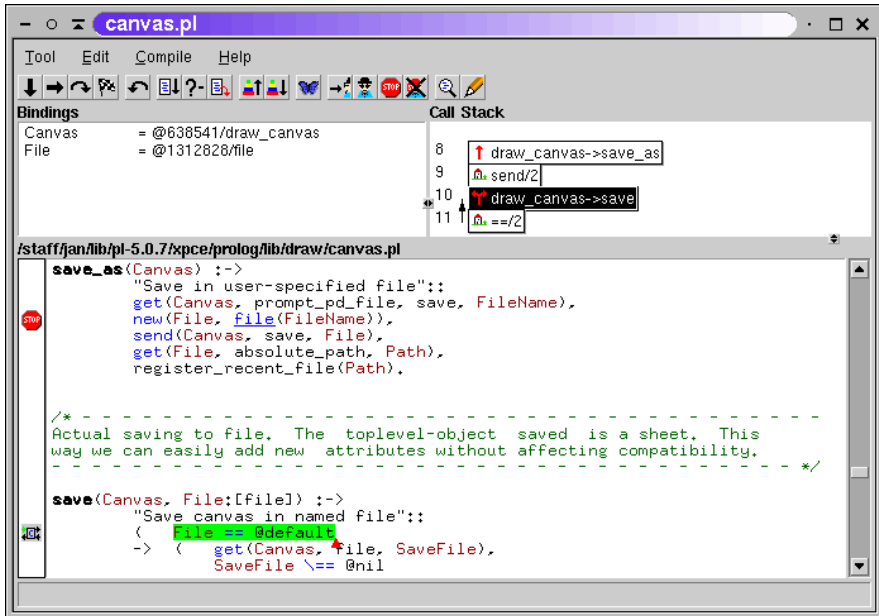 canvas.pl
Tool Edit Compile Help
?-
STOP
Bindings
Call Stack
Canvas = @638541/draw_canvas
File = @1312828/file
8 draw_canvas->save_as
9 send/2
10 draw_canvas->save
11 ==/2
/staff/jan/lib/pl-5.0.7/xpce/prolog/lib/draw/canvas.pl
save_as(Canvas) :->
"Save in user-specified file"::
get(Canvas, prompt_pd_file, save, FileName),
STOP new(File, file(FileName)),
send(Canvas, save, File),
get(File, absolute_path, Path),
register_recent_file(Path).
/* - - - - - - - - - - - - - - - - - - - - - - - - - - - - - - - - - - - - -
Actual saving to file. The toplevel-object saved is a sheet. This
way we can easily add new attributes without affecting compatibility.
- - - - - - - - - - - - - - - - - - - - - - - - - - - - - - - - - - - - - */
save(Canvas, File:[file]) :->
"Save canvas in named file"::
C ( File == @default
-> ( get(Canvas, file, SaveFile),
SaveFile \== @nil